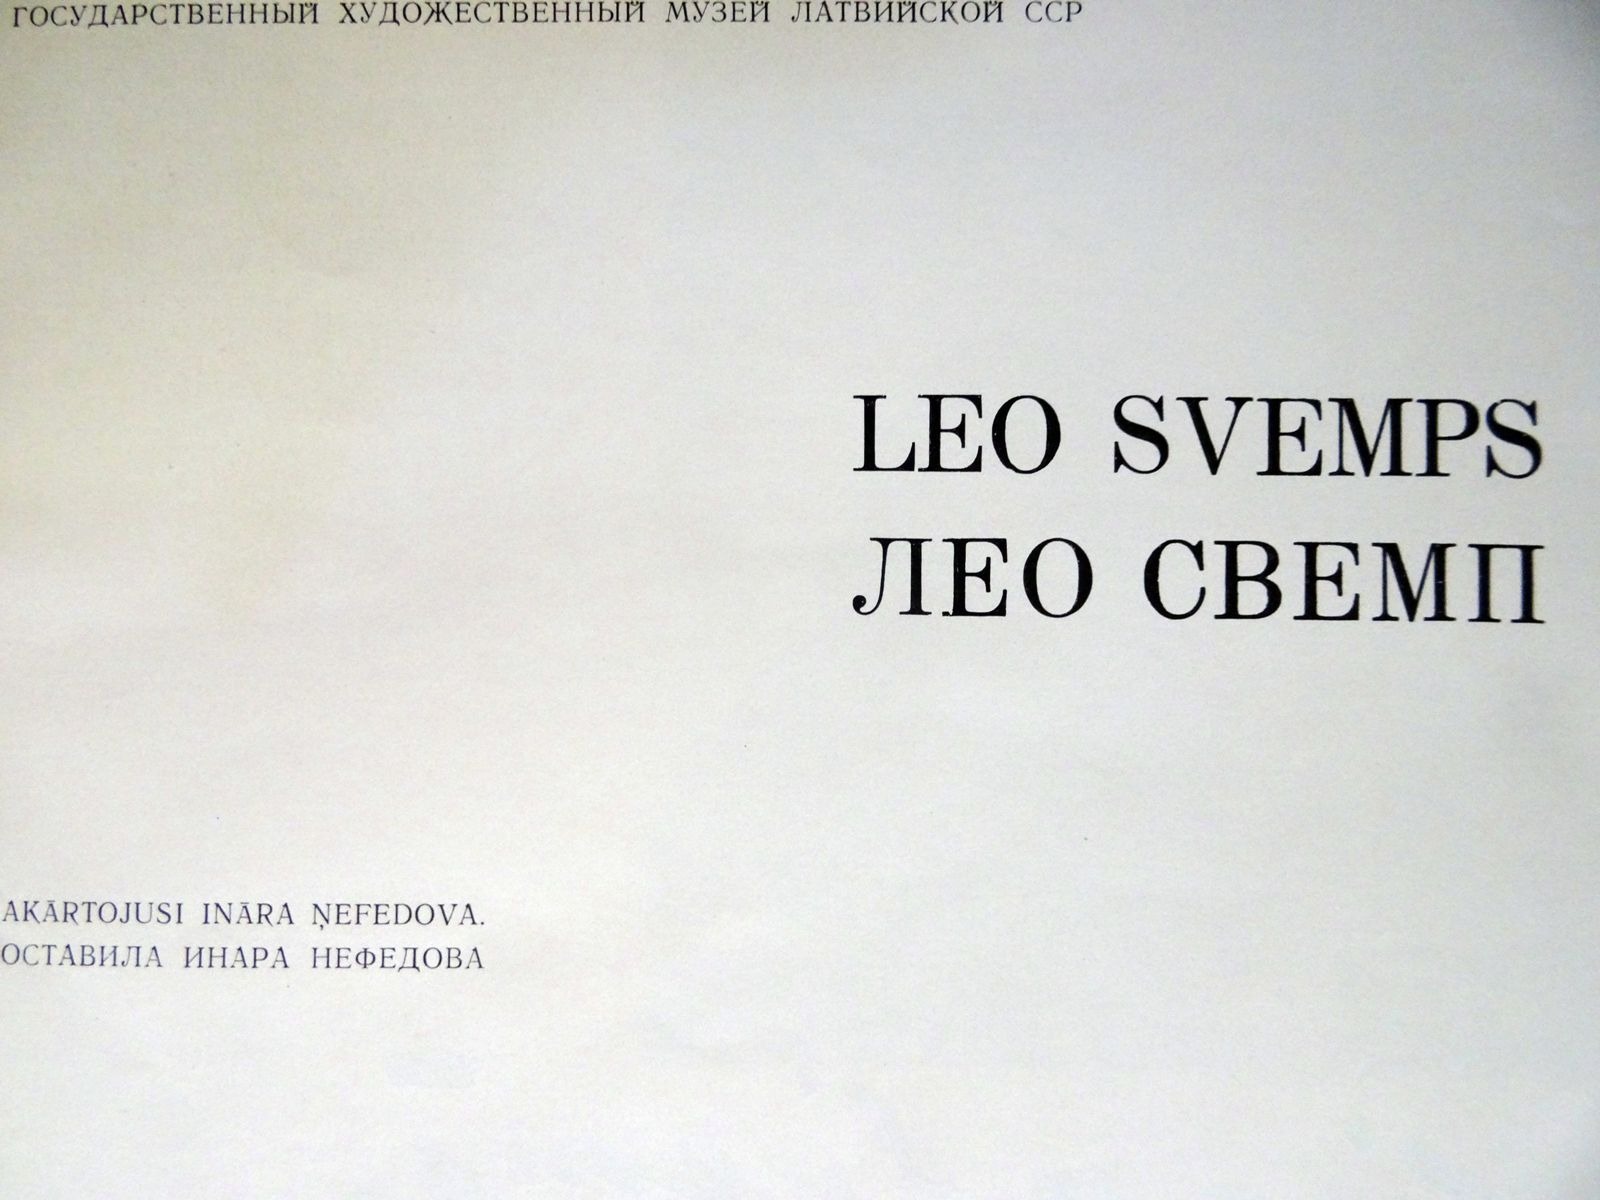 ГОСУДАРСТВЕННЫЙ ХУДОЖЕСТВЕННЫЙ МУЗЕЙ ЛАТВИЙСКОЙ ССР
LEO SVEMPS
ЛЕО СВЕМП
AKĀRTOJUSI INĀRA ŅEFEDOVA.
ОСТАВИЛА ИНАРА НЕФЕДОВА